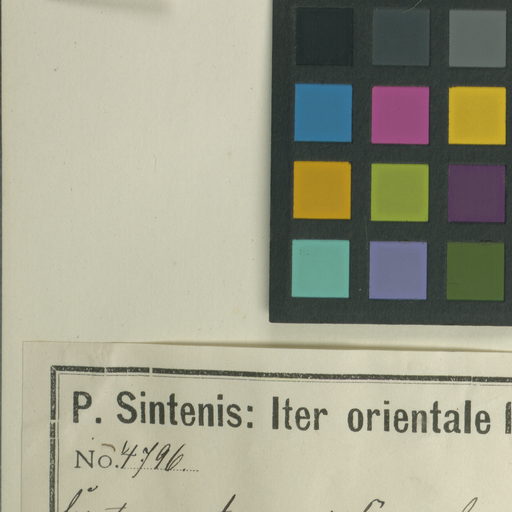 P. Sintenis: Iter orientale
No. 4796.